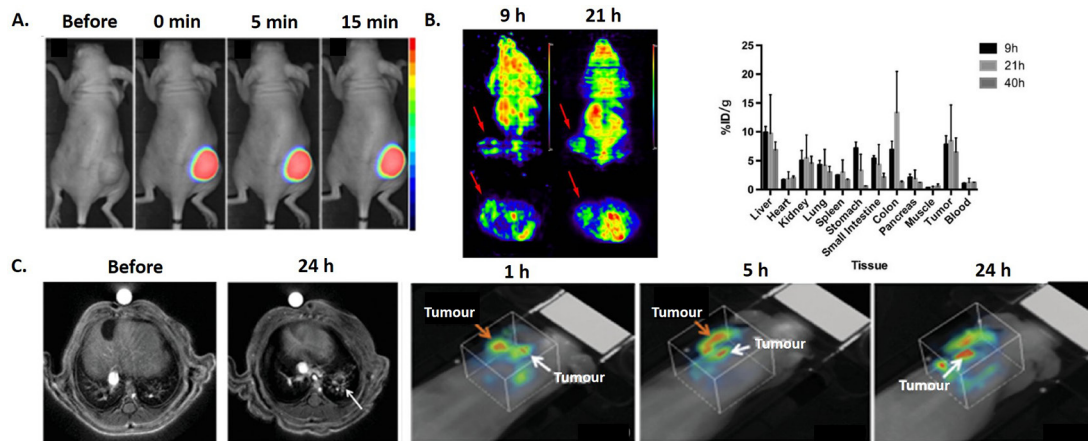 A.
Before 0 min 5 min 15 min
B.
9 h 21 h
%ID/g
25
20
15
10
5
0
9h
21h
40h
Liver
Heart
Kidney
Lung
Spleen
Stomach
Small Intestine
Colon
Pancreas
Muscle
Tumor
Blood
Tissue
C.
Before 24 h
1 h 5 h 24 h
Tumour
Tumour
Tumour
Tumour
Tumour